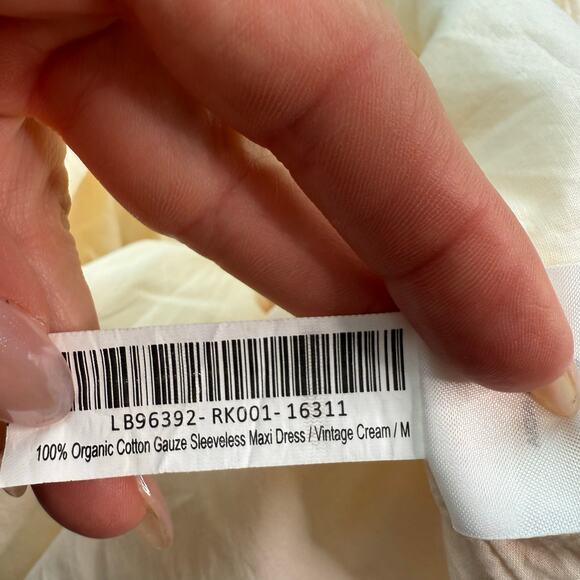 LB96392-RK001-16311
100% Organic Cotton Gauze Sleeveless Maxi Dress / Vintage Cream / M